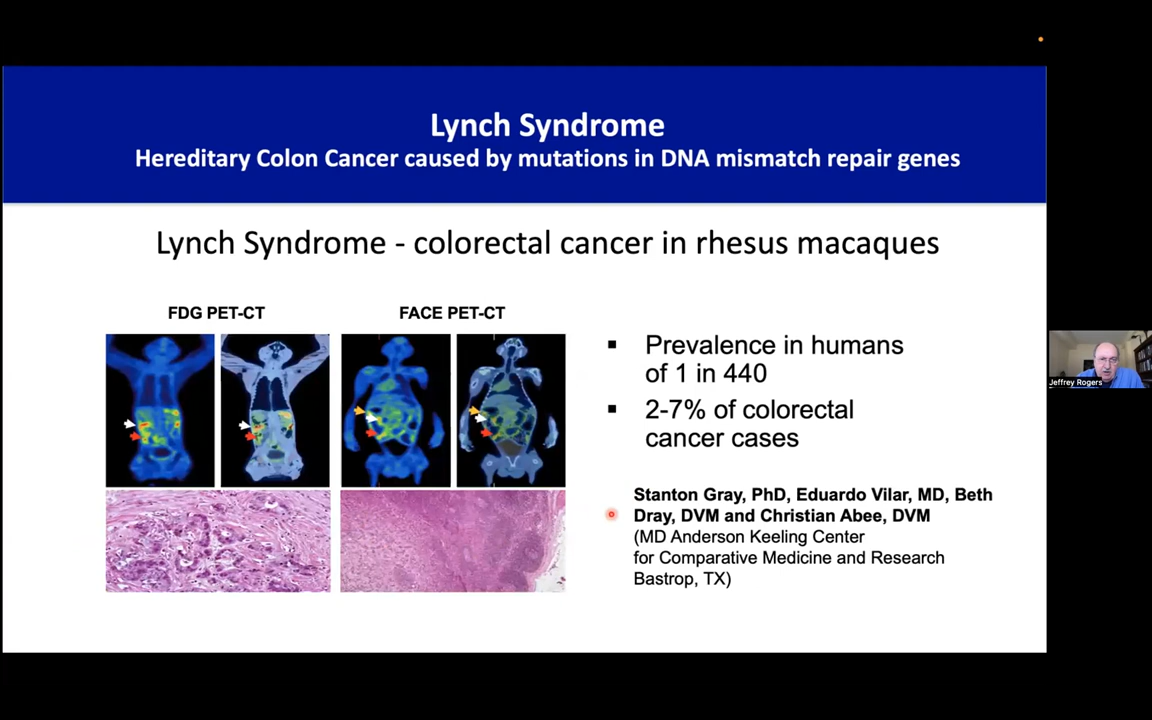 Lynch Syndrome
Hereditary Colon Cancer caused by mutations in DNA mismatch repair genes
Lynch Syndrome - colorectal cancer in rhesus macaques
FDG PET-CT
FACE PET-CT
Prevalence in humans
of 1 in 440
2-7% of colorectal
cancer cases
Stanton Gray, PhD, Eduardo Vilar, MD, Beth
Dray, DVM and Christian Abee, DVM
(MD Anderson Keeling Center
for Comparative Medicine and Research
Bastrop, TX)
Jeffrey Rogers